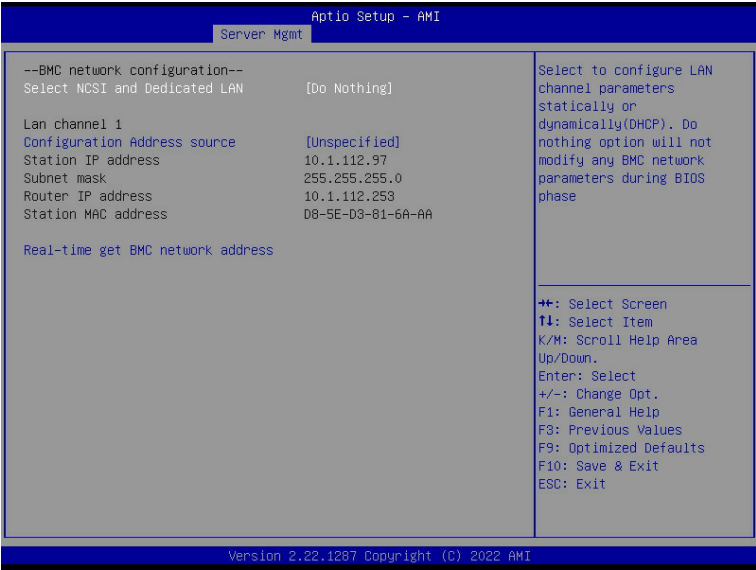 Aptio Setup – AMI
Server Mgmt
--BMC network configuration--
Select NCSI and Dedicated LAN [Do Nothing]
Lan channel 1
Configuration Address source [Unspecified]
Station IP address 10.1.112.97
Subnet mask 255.255.255.0
Router IP address 10.1.112.253
Station MAC address D8-5E-D3-81-6A-AA
Real-time get BMC network address
Select to configure LAN
channel parameters
statically or
dynamically(DHCP). Do
nothing option will not
modify any BMC network
parameters during BIOS
phase
→←: Select Screen
↑↓: Select Item
K/M: Scroll Help Area
Up/Down.
Enter: Select
+/-: Change Opt.
F1: General Help
F3: Previous Values
F9: Optimized Defaults
F10: Save & Exit
ESC: Exit
Version 2.22.1287 Copyright (C) 2022 AMI